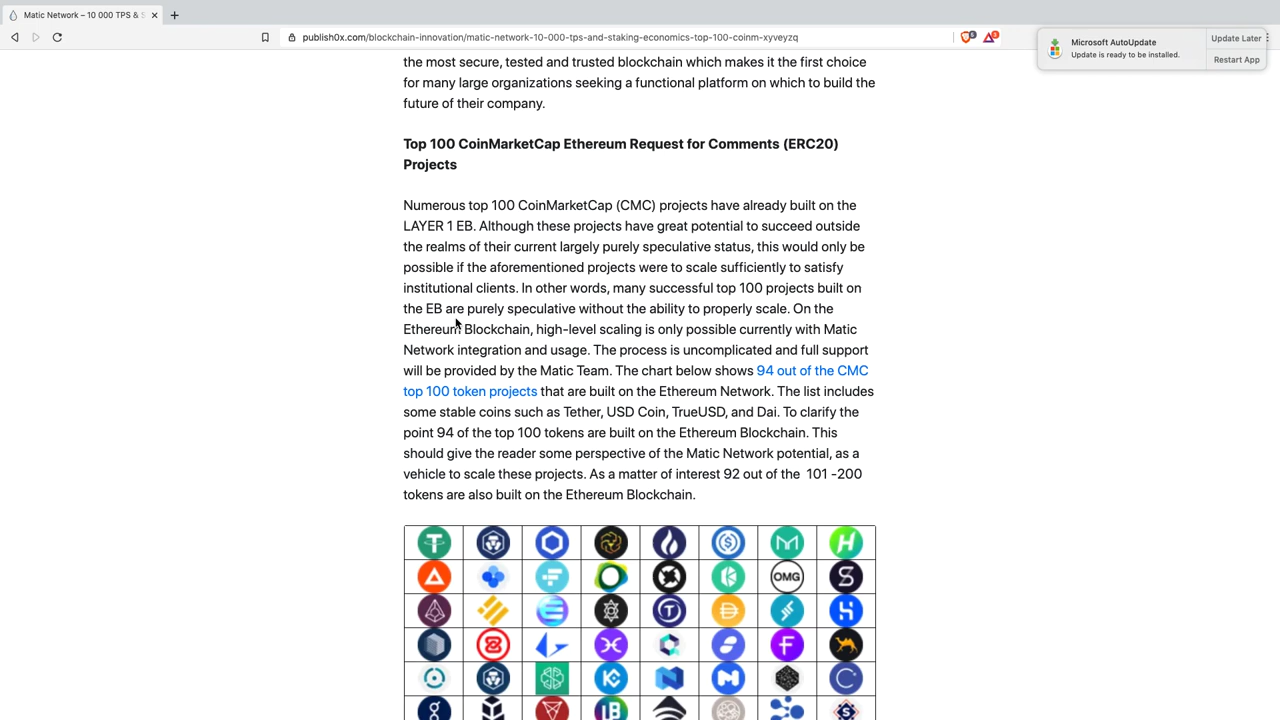 Matic Network – 10 000 TPS & S
publish0x.com/blockchain-innovation/matic-network-10-000-tps-and-staking-economics-top-100-coinm-xyveyzq
Microsoft AutoUpdate
Update is ready to be installed.
Update Later
Restart App
the most secure, tested and trusted blockchain which makes it the first choice
for many large organizations seeking a functional platform on which to build the
future of their company.
Top 100 CoinMarketCap Ethereum Request for Comments (ERC20)
Projects
Numerous top 100 CoinMarketCap (CMC) projects have already built on the
LAYER 1 EB. Although these projects have great potential to succeed outside
the realms of their current largely purely speculative status, this would only be
possible if the aforementioned projects were to scale sufficiently to satisfy
institutional clients. In other words, many successful top 100 projects built on
the EB are purely speculative without the ability to properly scale. On the
Ethereum Blockchain, high-level scaling is only possible currently with Matic
Network integration and usage. The process is uncomplicated and full support
will be provided by the Matic Team. The chart below shows 94 out of the CMC
top 100 token projects that are built on the Ethereum Network. The list includes
some stable coins such as Tether, USD Coin, TrueUSD, and Dai. To clarify the
point 94 of the top 100 tokens are built on the Ethereum Blockchain. This
should give the reader some perspective of the Matic Network potential, as a
vehicle to scale these projects. As a matter of interest 92 out of the  101 -200
tokens are also built on the Ethereum Blockchain.
OMG